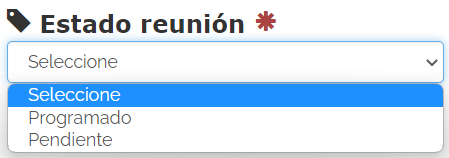 Estado reunión *
Seleccione
Seleccione
Programado
Pendiente